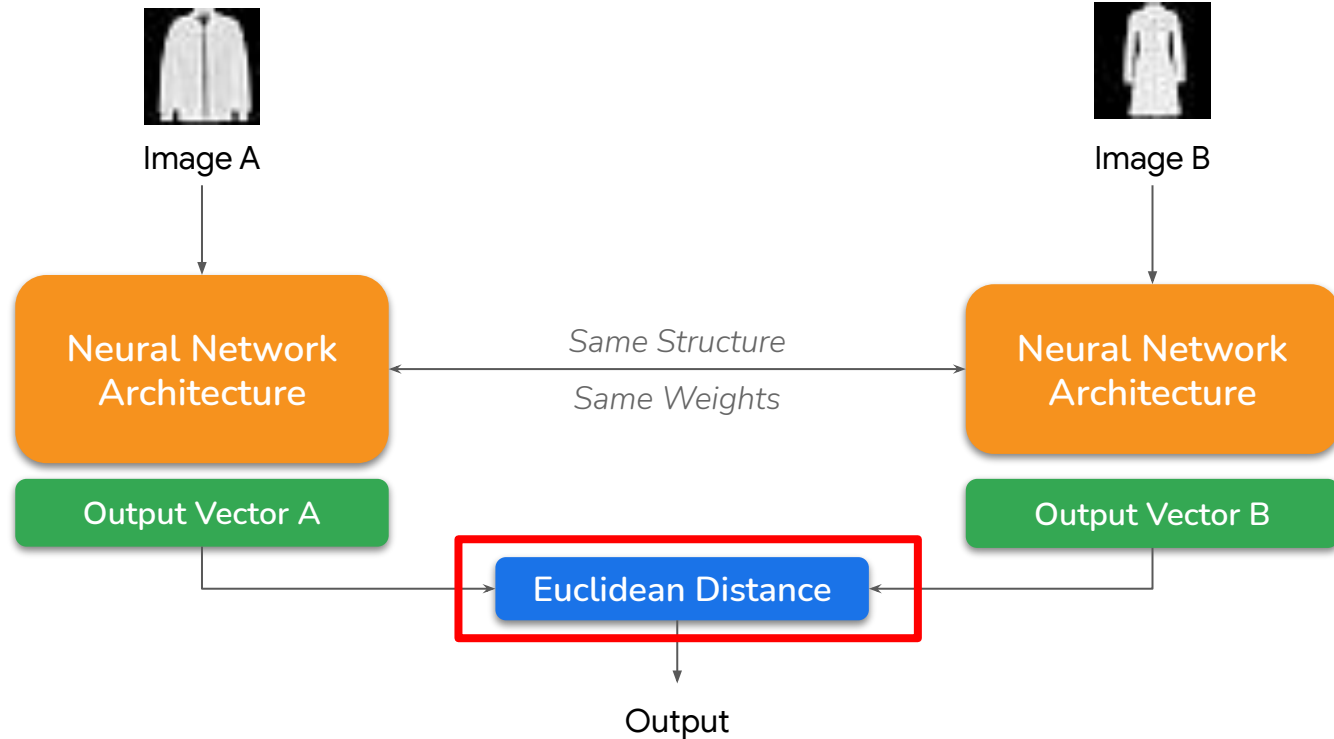 Image A
Image B
Neural Network
Architecture
Same Structure
Same Weights
Neural Network
Architecture
Output Vector A
Output Vector B
Euclidean Distance
Output